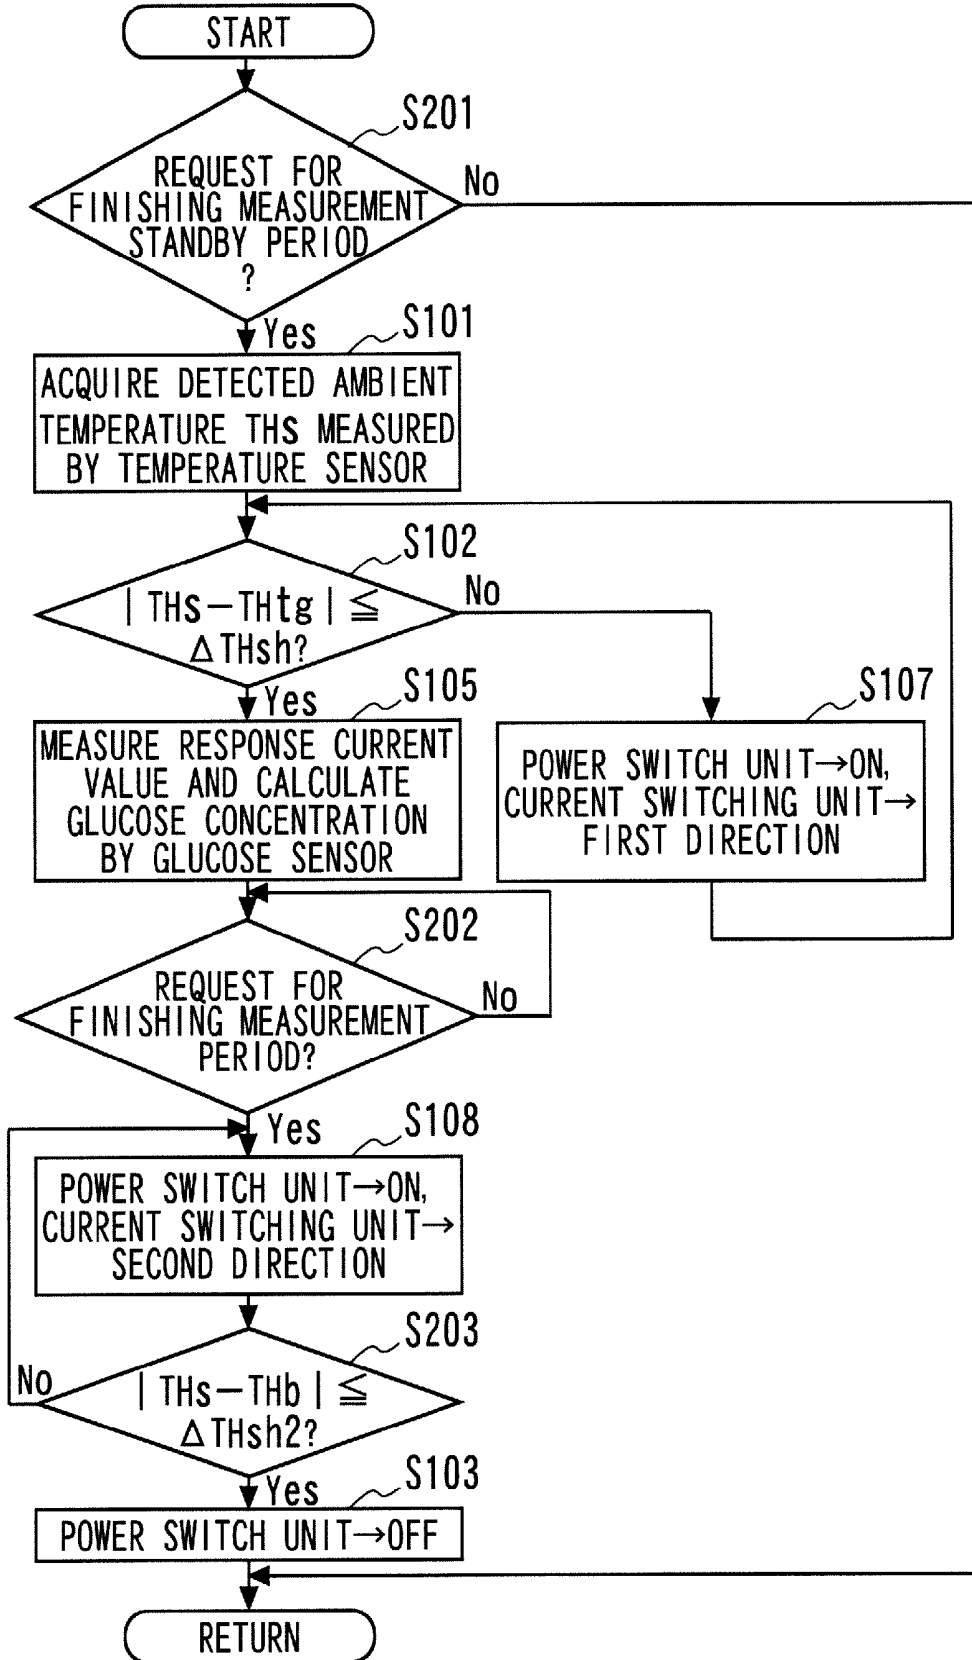 START
S201
REQUEST FOR
FINISHING MEASUREMENT
STANDBY PERIOD
?
No
Yes
S101
ACQUIRE DETECTED AMBIENT
TEMPERATURE THs MEASURED
BY TEMPERATURE SENSOR
S102
| THs－THtg | ≦
ΔTHsh?
No
Yes
S105
MEASURE RESPONSE CURRENT
VALUE AND CALCULATE
GLUCOSE CONCENTRATION
BY GLUCOSE SENSOR
S107
POWER SWITCH UNIT→ON,
CURRENT SWITCHING UNIT→
FIRST DIRECTION
S202
REQUEST FOR
FINISHING MEASUREMENT
PERIOD?
No
Yes
S108
POWER SWITCH UNIT→ON,
CURRENT SWITCHING UNIT→
SECOND DIRECTION
S203
| THs－THb | ≦
ΔTHsh2?
No
Yes
S103
POWER SWITCH UNIT→OFF
RETURN